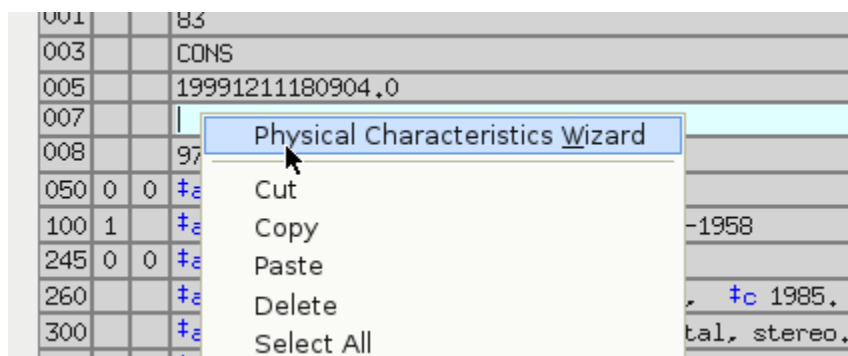 001 83
003 CONS
005 19991211180904.0
007
Physical Characteristics Wizard
008 97
050 0 0 ‡a
Cut
100 1 ‡a -1958
Copy
245 0 0 ‡a
Paste
260 ‡a , ‡c 1985.
Delete
300 ‡a tal, stereo.
Select All